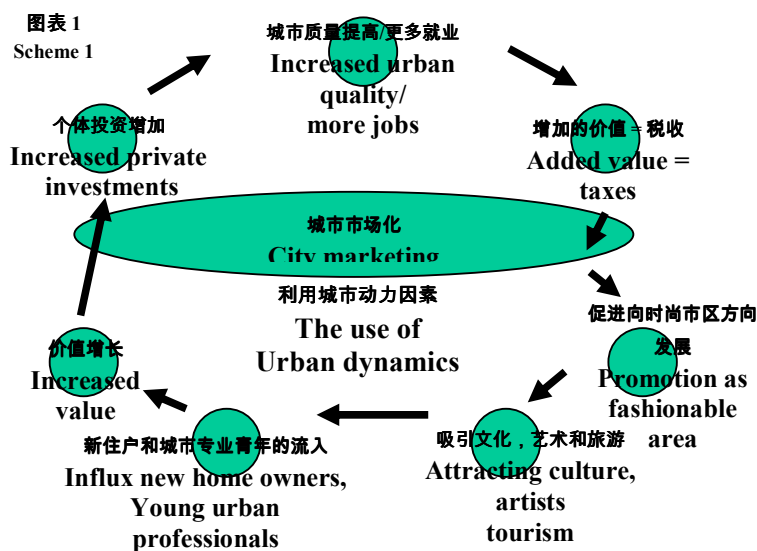 图表 1
Scheme 1
城市质量提高/更多就业
Increased urban
quality/
more jobs
增加的价值 = 税收
Added value =
taxes
促进向时尚市区方向
发展
Promotion as
fashionable
area
吸引文化，艺术和旅游
Attracting culture,
artists
tourism
新住户和城市专业青年的流入
Influx new home owners,
Young urban
professionals
价值增长
Increased
value
个体投资增加
Increased private
investments
城市市场化
City marketing
利用城市动力因素
The use of
Urban dynamics